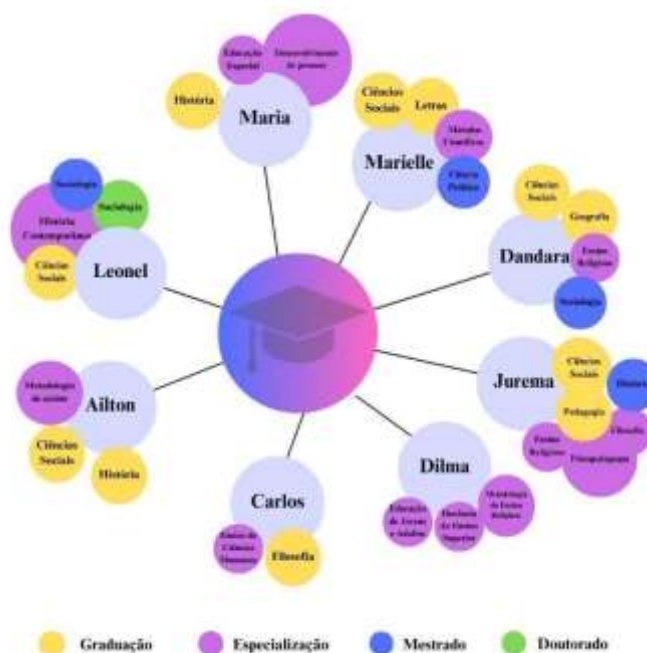 Educação
Especial
Desenvolvimento
de pessoas
História
Maria
Ciências
Sociais
Letras
Métodos
Científicos
Ciência
Política
Marielle
Ciências
Sociais
Geografia
Ensino
Religioso
Sociologia
Dandara
Sociologia
Sociologia
História
Contemporânea
Ciências
Sociais
Leonel
Ciências
Sociais
História
Pedagogia
Filosofia
Ensino
Religioso
Psicopedagogia
Jurema
Metodologia
de ensino
Ailton
Ciências
Sociais
História
Dilma
Educação
de Jovens
e Adultos
Docência
do Ensino
Superior
Metodologia
do Ensino
Religioso
Carlos
Ensino de
Ciências
Humanas
Filosofia
Graduação
Especialização
Mestrado
Doutorado